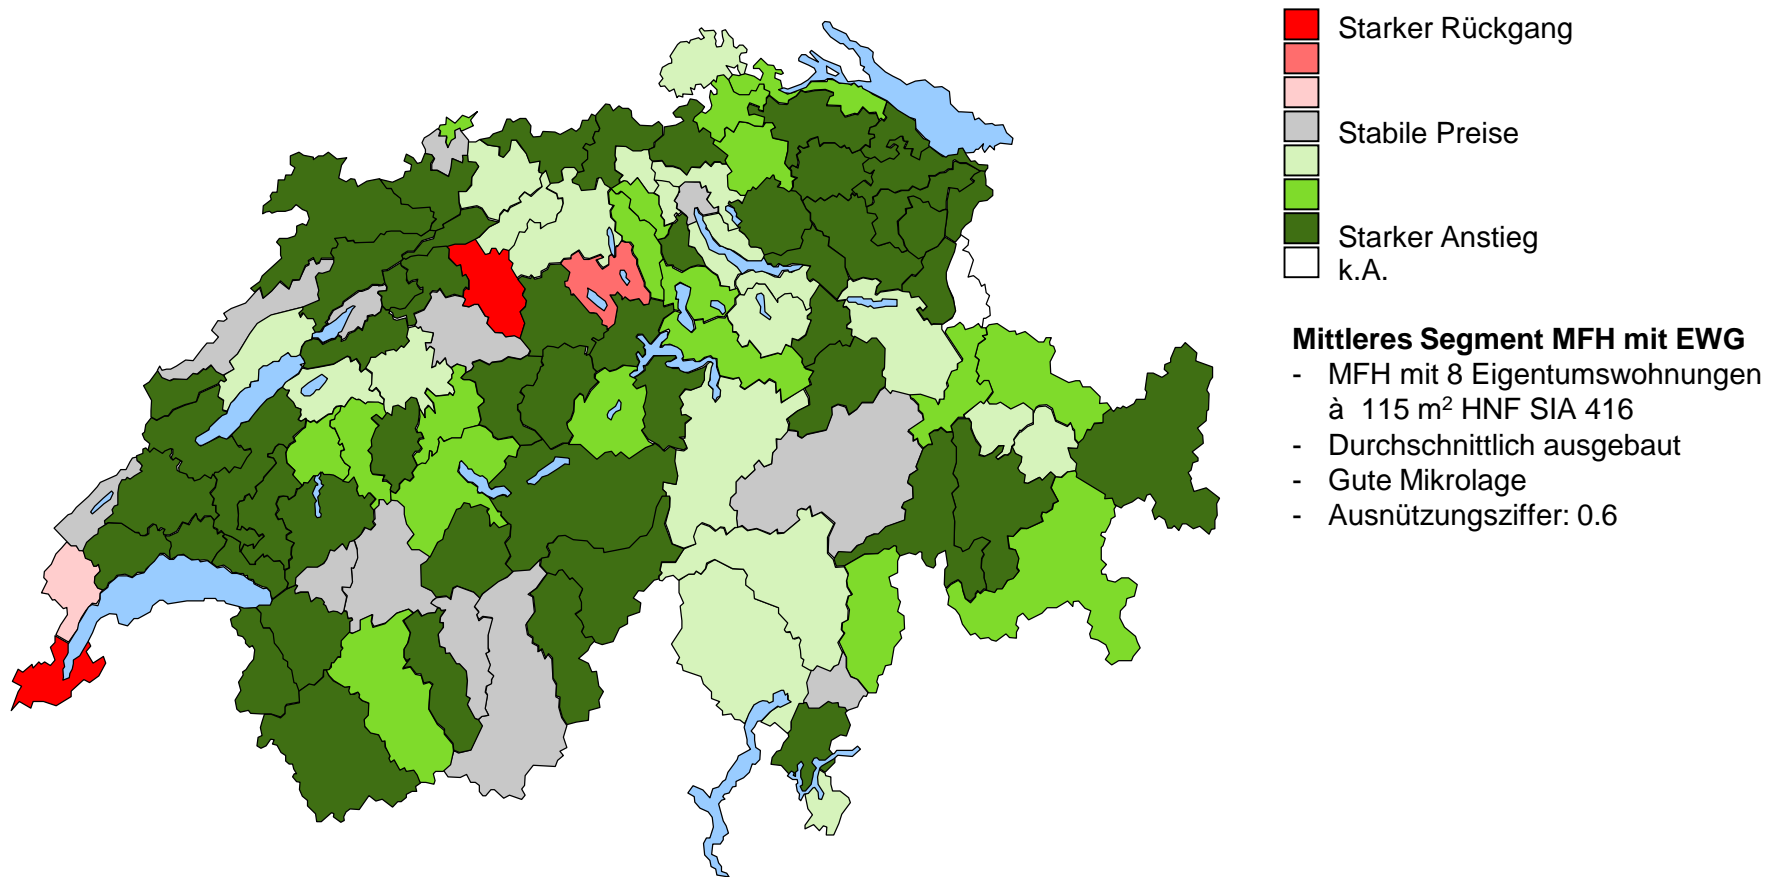 Starker Rückgang
Stabile Preise
Starker Anstieg
k.A.
Mittleres Segment MFH mit EWG
- MFH mit 8 Eigentumswohnungen
à 115 m² HNF SIA 416
- Durchschnittlich ausgebaut
- Gute Mikrolage
- Ausnützungsziffer: 0.6